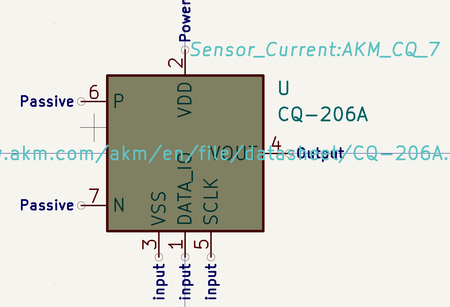 Power
Sensor_Current:AKM_CQ_7
2
U
CQ-206A
VDD
Passive 6 P
w.akm.com/akm/en/file/datasheet/CQ-206A.
VOUT 4 Output
Passive 7 N
VSS DATA_IO SCLK
3 1 5
input input input